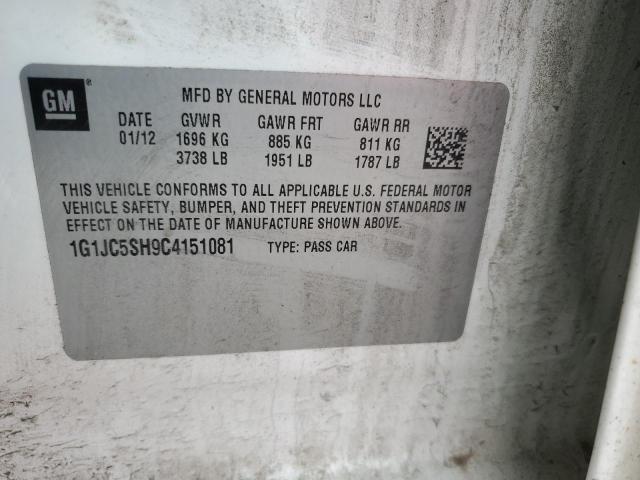 GM ®
MFD BY GENERAL MOTORS LLC
DATE GVWR GAWR FRT GAWR RR
01/12 1696 KG 885 KG 811 KG
3738 LB 1951 LB 1787 LB
THIS VEHICLE CONFORMS TO ALL APPLICABLE U.S. FEDERAL MOTOR
VEHICLE SAFETY, BUMPER, AND THEFT PREVENTION STANDARDS IN
EFFECT ON THE DATE OF MANUFACTURE SHOWN ABOVE.
1G1JC5SH9C4151081 TYPE: PASS CAR